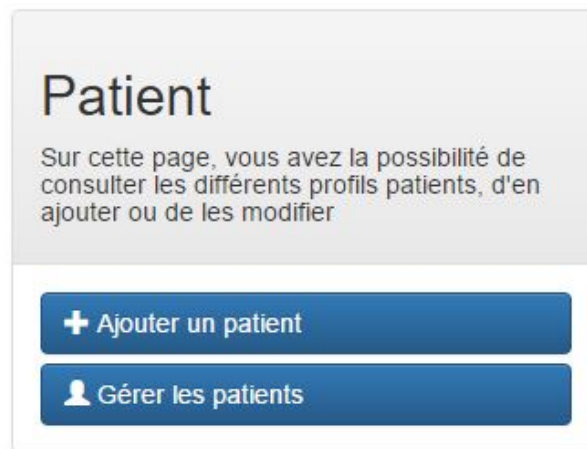 Patient
Sur cette page, vous avez la possibilité de
consulter les différents profils patients, d'en
ajouter ou de les modifier
Ajouter un patient
Gérer les patients